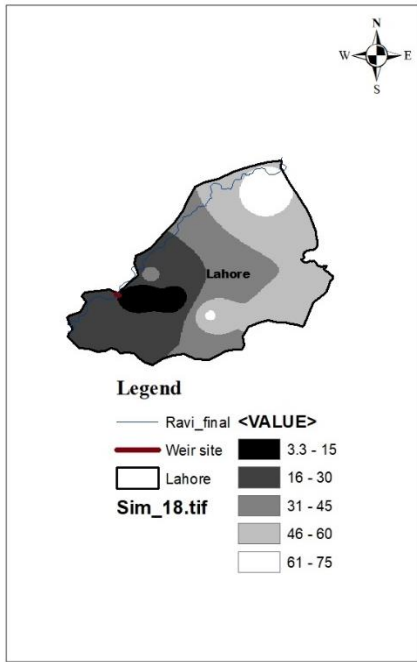 N
W E
S
Lahore
Legend
Ravi_final
Weir site
Lahore
Sim_18.tif
<VALUE>
3.3 - 15
16 - 30
31 - 45
46 - 60
61 - 75